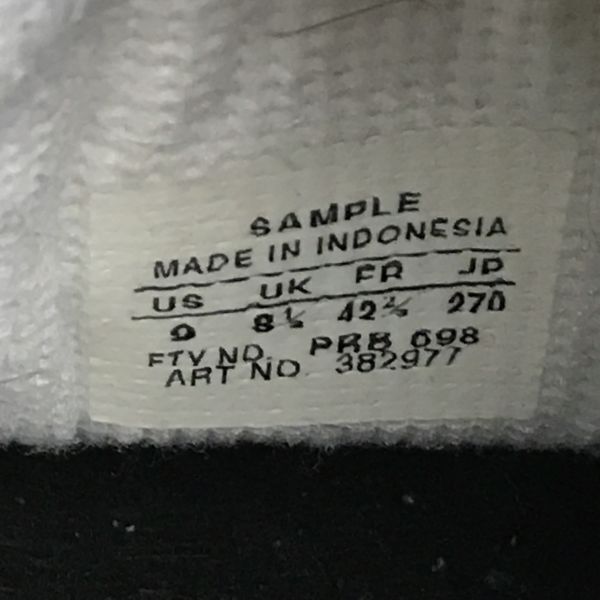 SAMPLE
MADE IN INDONESIA
US UK FR JP
9 8½ 42⅔ 270
FTY NO. PRB 698
ART NO 382977